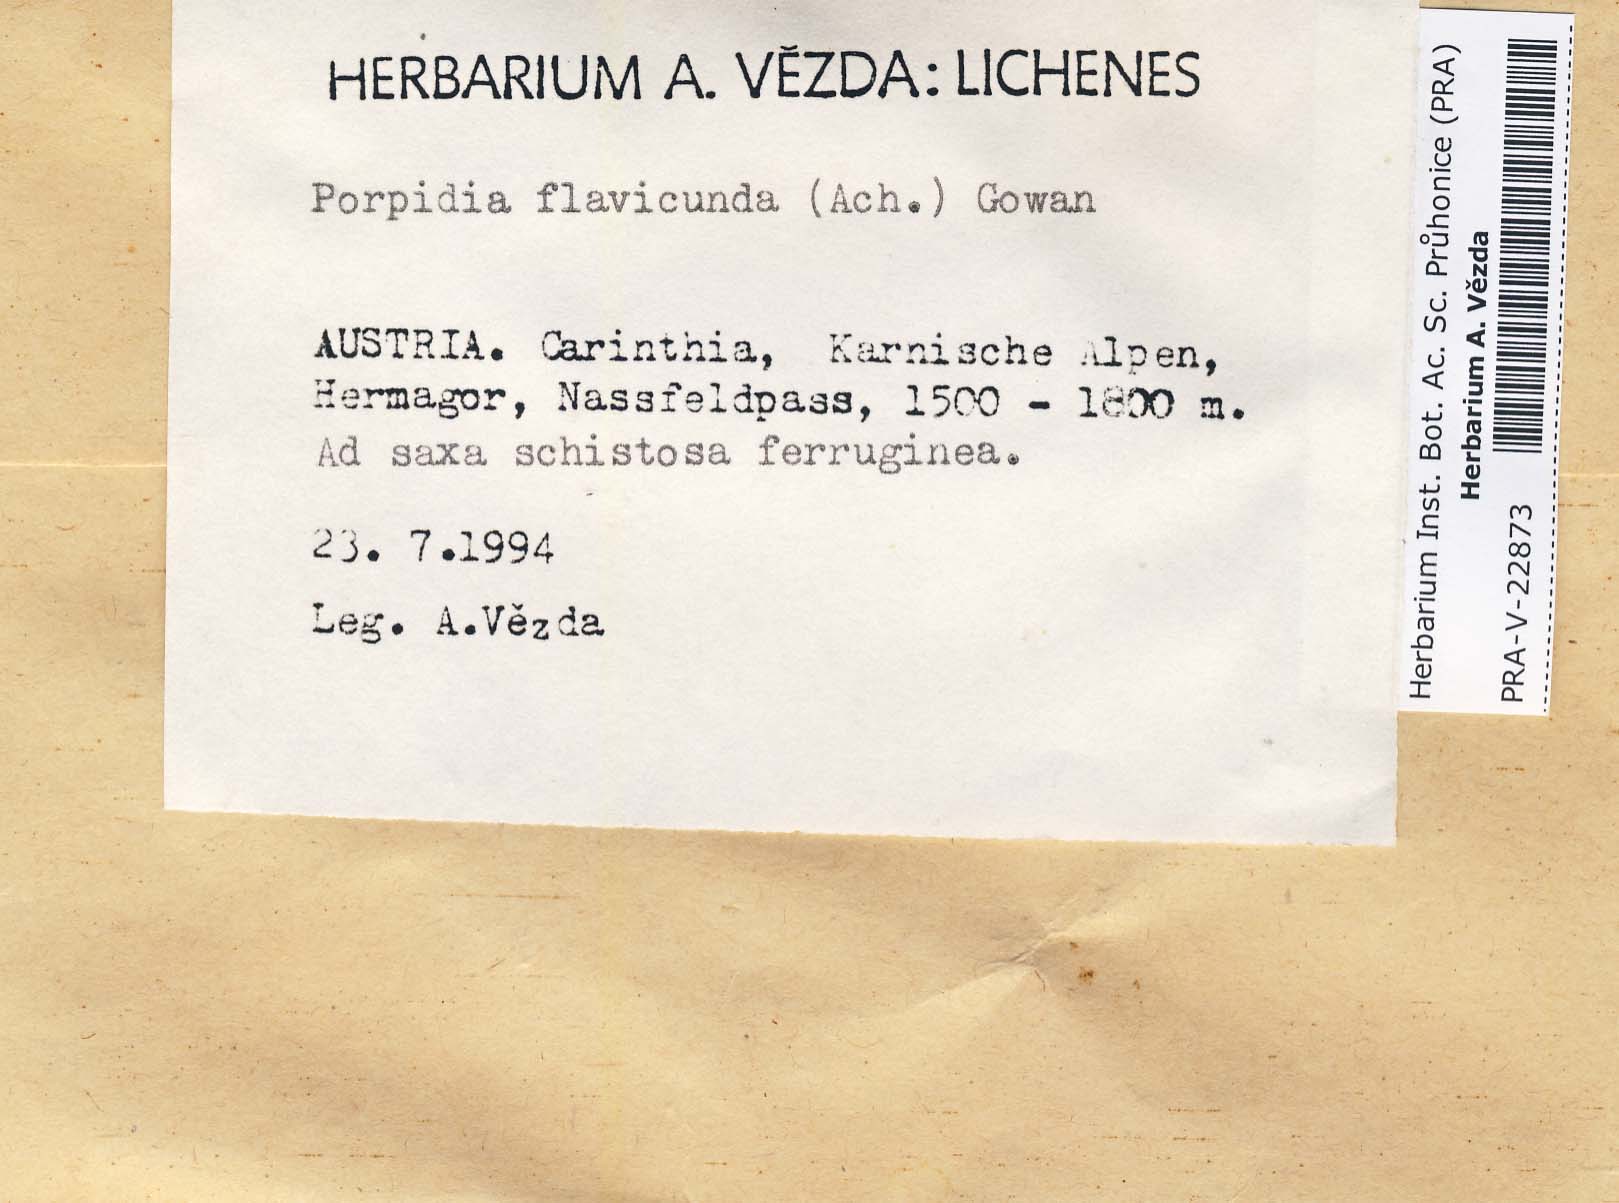 HERBARIUM A. VĚZDA: LICHENES
Porpidia flavicunda (Ach.) Gowan
AUSTRIA. Carinthia, Karnische Alpen,
Hermagor, Nassfeldpass, 1500 - 1800 m.
Ad saxa schistosa ferruginea.
23. 7.1994
Leg. A.Vězda
Herbarium Inst. Bot. Ac. Sc. Průhonice (PRA)
Herbarium A. Vězda
PRA-V-22873